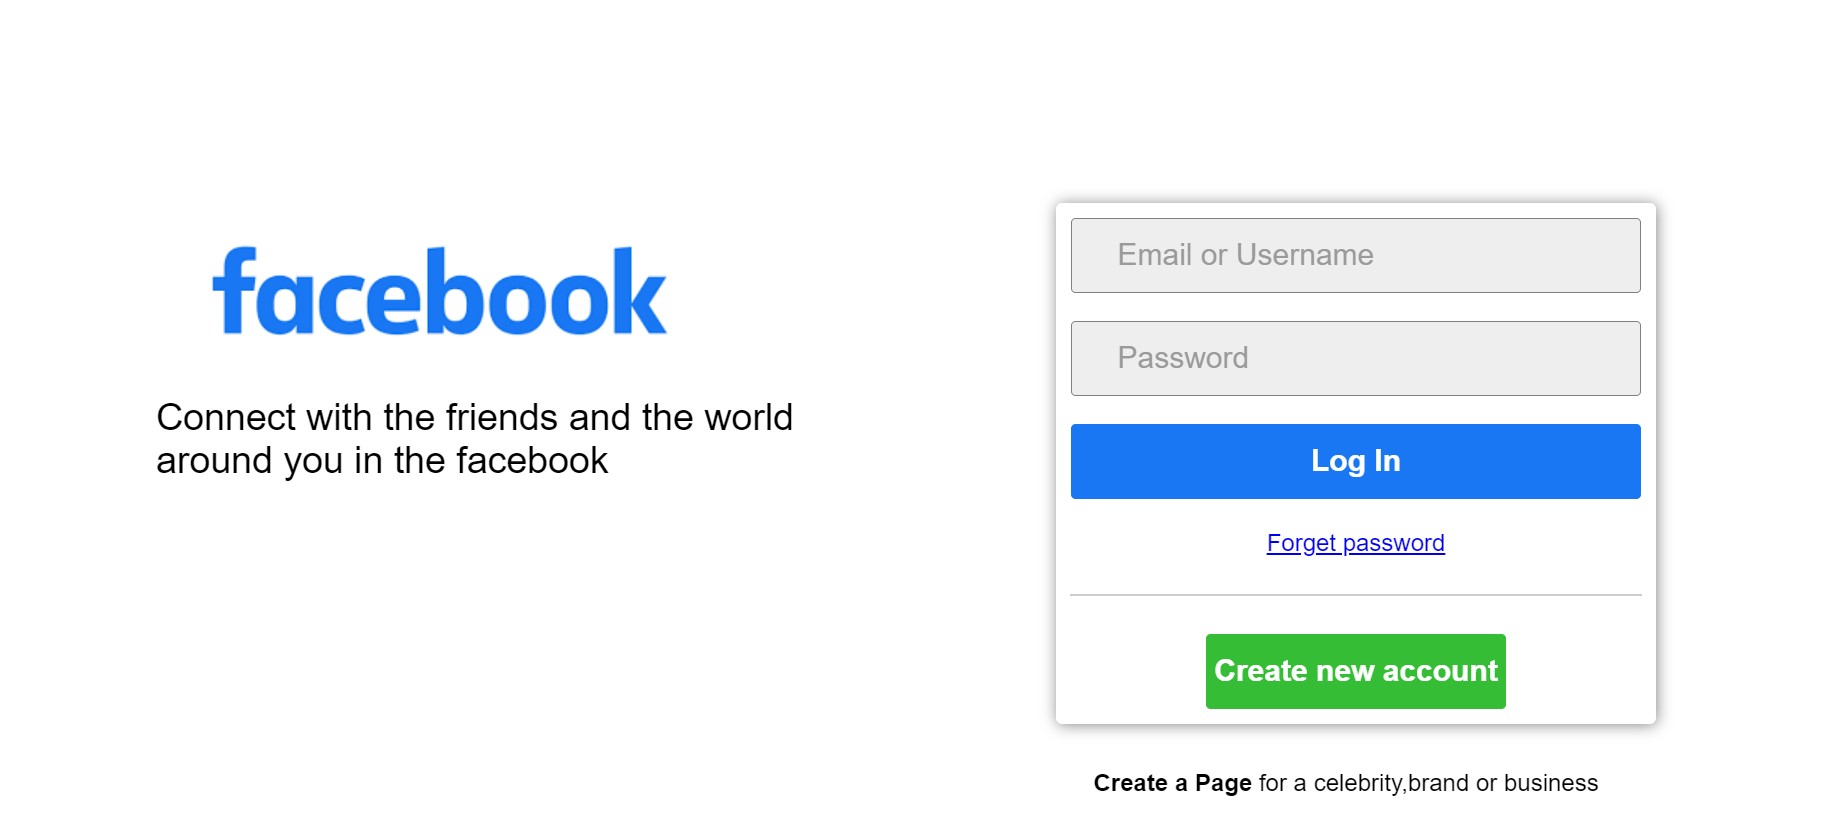 facebook
Connect with the friends and the world
around you in the facebook
Email or Username
Password
Log In
Forget password
Create new account
Create a Page for a celebrity,brand or business